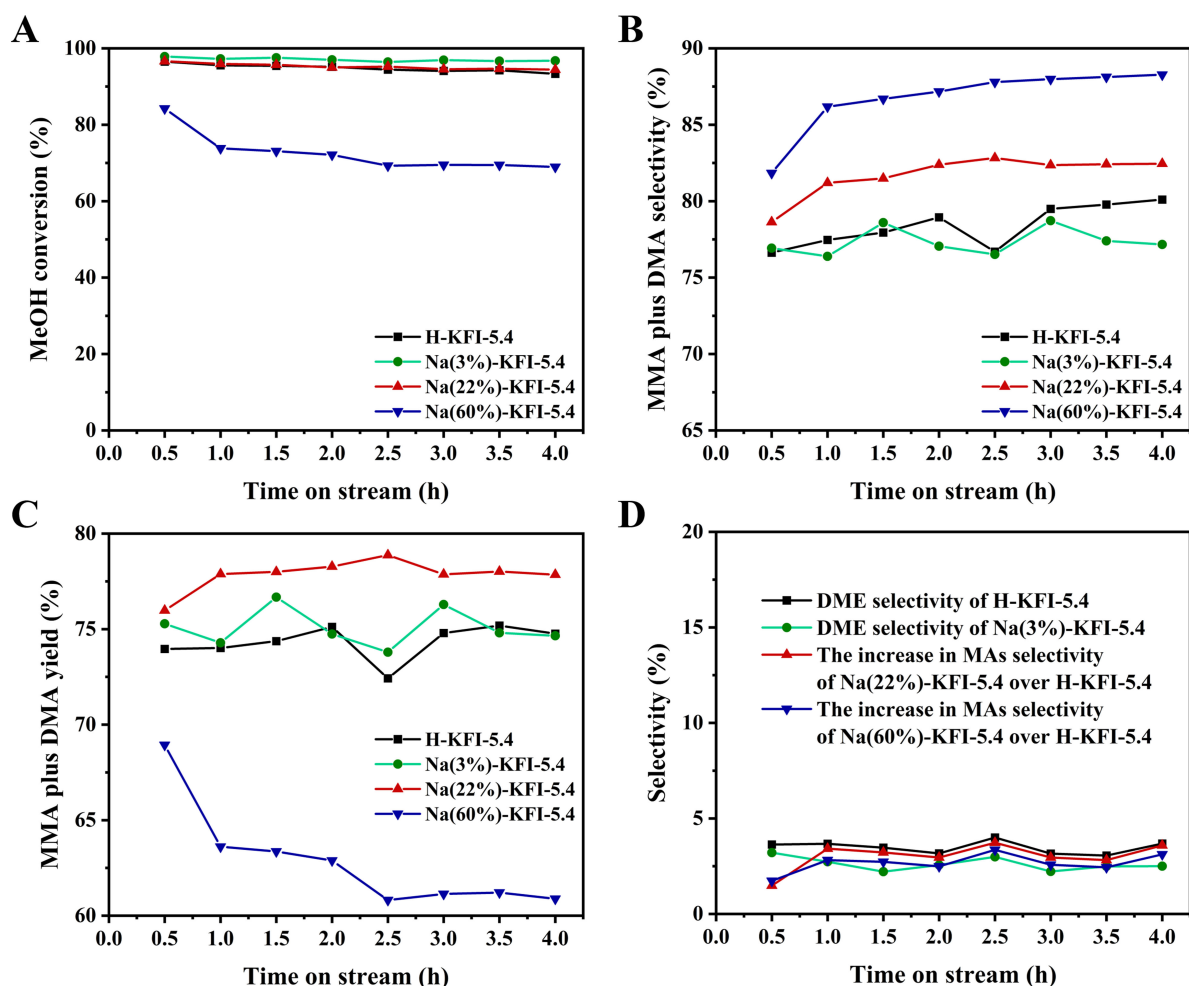 A
MeOH conversion (%)
100
80
60
40
20
0
H-KFI-5.4
Na(3%)-KFI-5.4
Na(22%)-KFI-5.4
Na(60%)-KFI-5.4
0.0 0.5 1.0 1.5 2.0 2.5 3.0 3.5 4.0
Time on stream (h)
B
MMA plus DMA selectivity (%)
90
85
80
75
70
65
H-KFI-5.4
Na(3%)-KFI-5.4
Na(22%)-KFI-5.4
Na(60%)-KFI-5.4
0.0 0.5 1.0 1.5 2.0 2.5 3.0 3.5 4.0
Time on stream (h)
C
MMA plus DMA yield (%)
80
75
70
65
60
H-KFI-5.4
Na(3%)-KFI-5.4
Na(22%)-KFI-5.4
Na(60%)-KFI-5.4
0.0 0.5 1.0 1.5 2.0 2.5 3.0 3.5 4.0
Time on stream (h)
D
Selectivity (%)
20
15
10
5
0
DME selectivity of H-KFI-5.4
DME selectivity of Na(3%)-KFI-5.4
The increase in MAs selectivity
of Na(22%)-KFI-5.4 over H-KFI-5.4
The increase in MAs selectivity
of Na(60%)-KFI-5.4 over H-KFI-5.4
0.0 0.5 1.0 1.5 2.0 2.5 3.0 3.5 4.0
Time on stream (h)